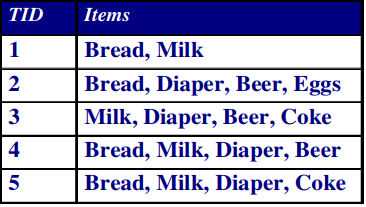 TID Items
1 Bread, Milk
2 Bread, Diaper, Beer, Eggs
3 Milk, Diaper, Beer, Coke
4 Bread, Milk, Diaper, Beer
5 Bread, Milk, Diaper, Coke